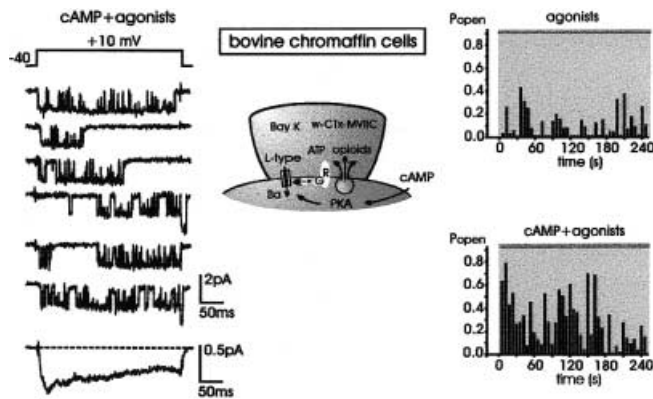 cAMP+agonists
+10 mV
-40
2pA
50ms
0.5pA
50ms
bovine chromaffin cells
Bay K
w-CTx-MVIIC
L-type
ATP
opioids
R
G
Ba
PKA
cAMP
Popen
agonists
0.8
0.6
0.4
0.2
0.0
0 60 120 180 240
time (s)
Popen
cAMP+agonists
0.8
0.6
0.4
0.2
0.0
0 60 120 180 240
time (s)